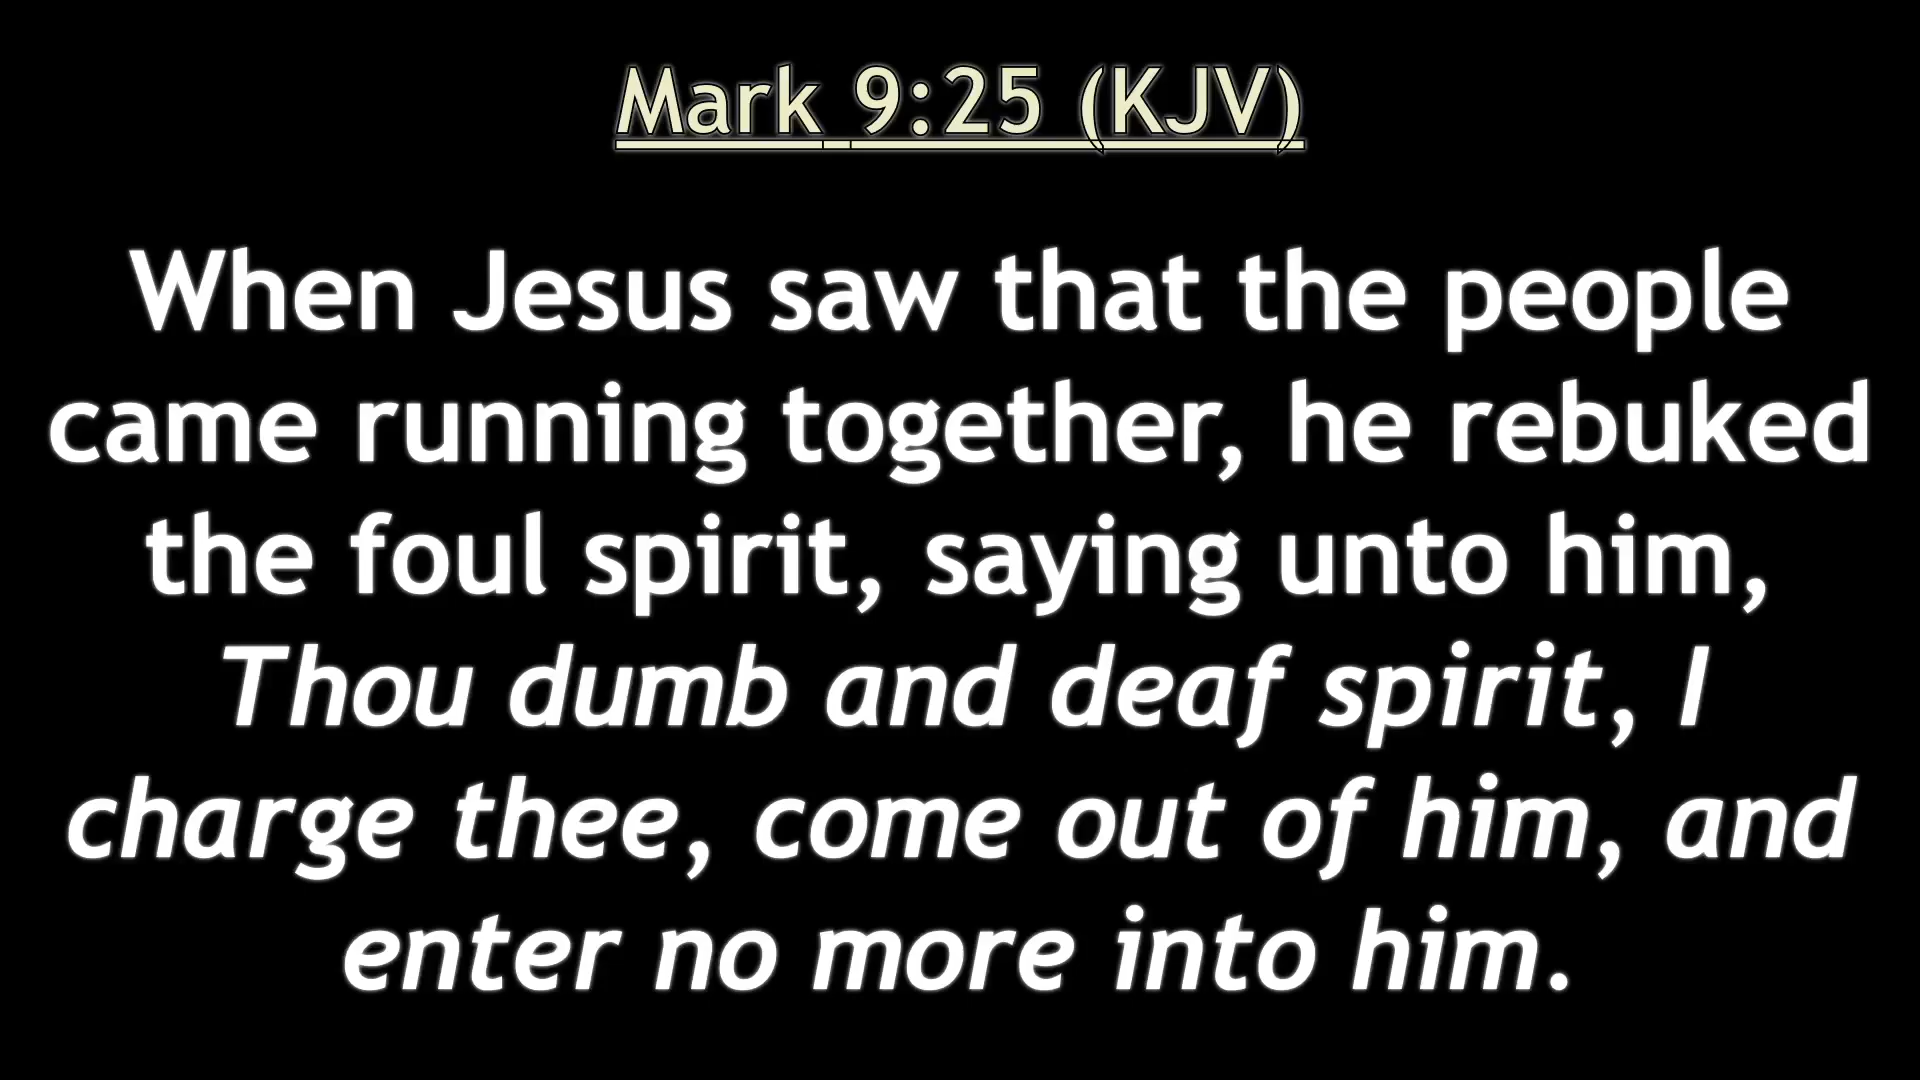 Mark 9:25 (KJV)
When Jesus saw that the people
came running together, he rebuked
the foul spirit, saying unto him,
Thou dumb and deaf spirit, I
charge thee, come out of him, and
enter no more into him.